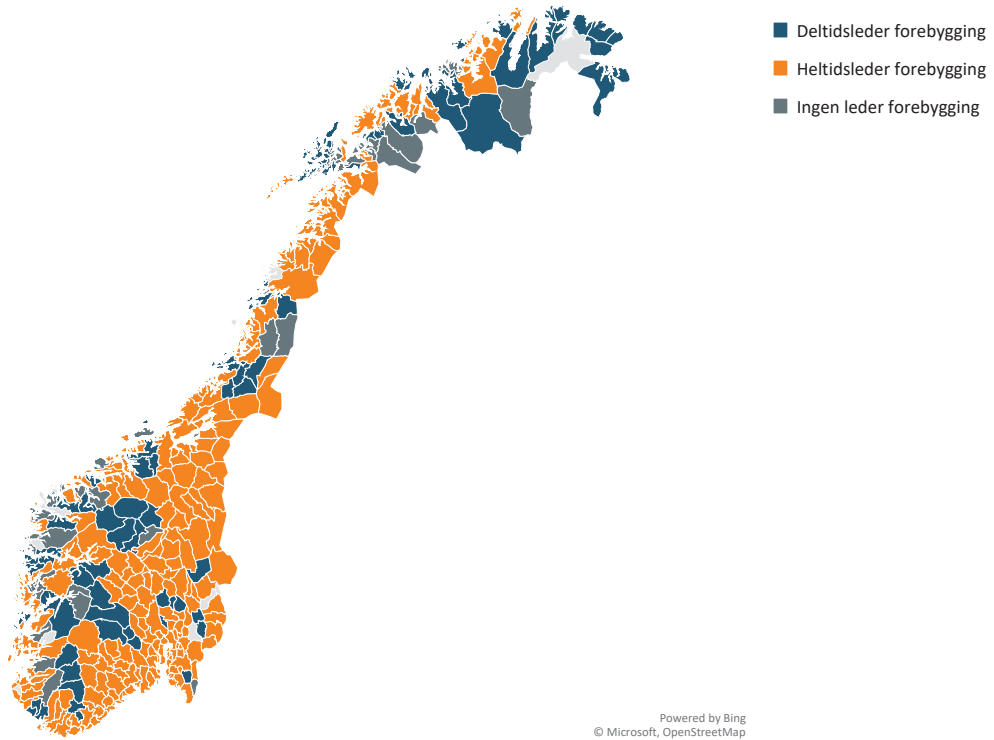 Deltidsleder forebygging
Heltidsleder forebygging
Ingen leder forebygging
Powered by Bing
© Microsoft, OpenStreetMap